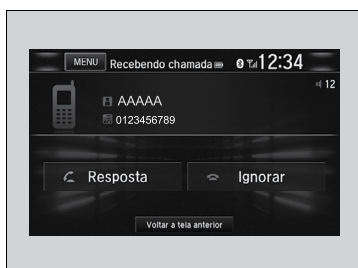 MENU Recebendo chamada 12:34
12
AAAAA
0123456789
Resposta Ignorar
Voltar a tela anterior